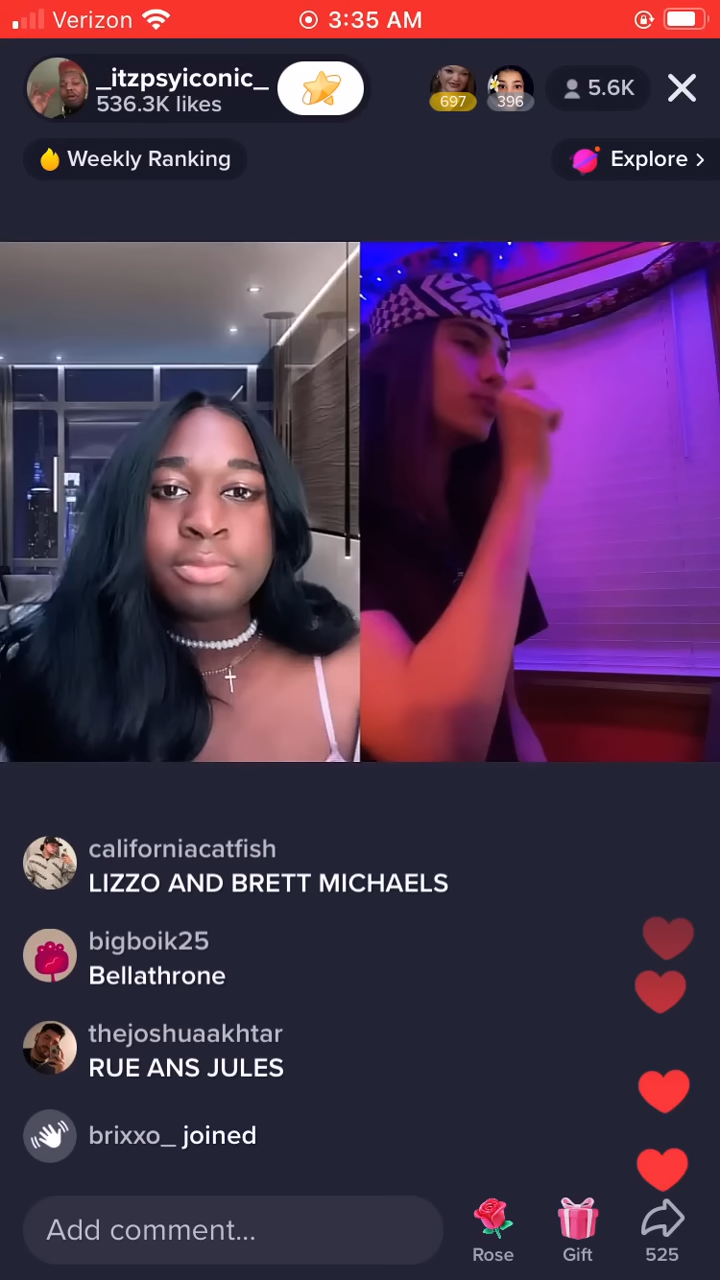 Verizon 3:35 AM
_itzpsyiconic_
536.3K likes
697 396 5.6K
Weekly Ranking Explore >
californiacatfish
LIZZO AND BRETT MICHAELS
bigboik25
Bellathrone
thejoshuaakhtar
RUE ANS JULES
brixxo_ joined
Add comment...
Rose Gift 525